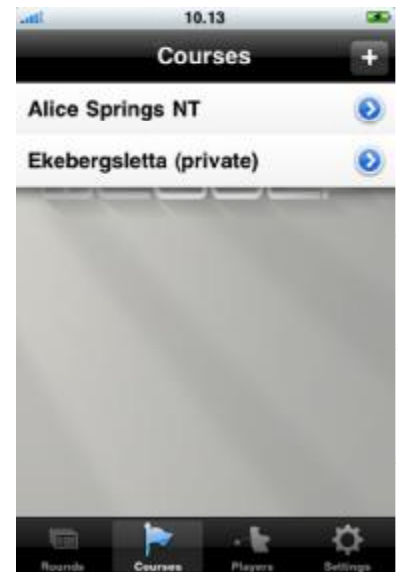 10.13
Courses
+
Alice Springs NT
Ekebergsletta (private)
Rounds Courses Players Settings